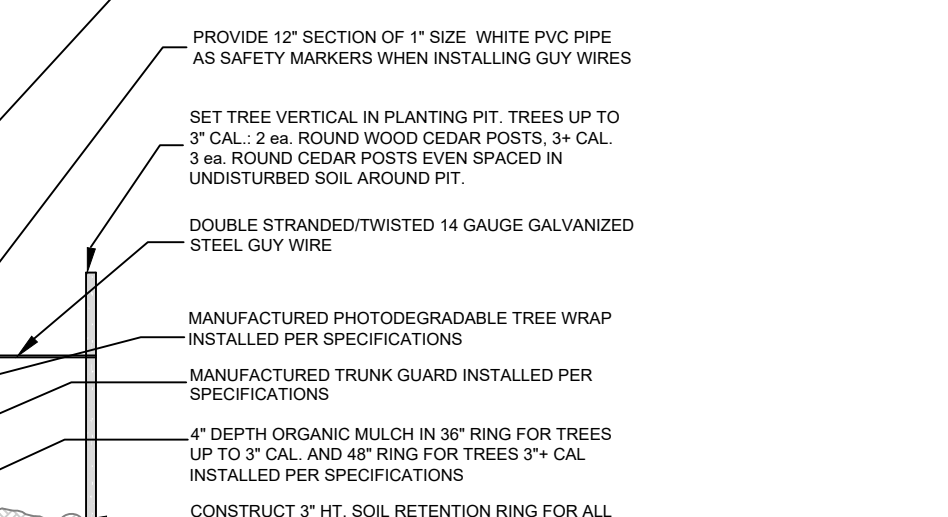 PROVIDE 12" SECTION OF 1" SIZE  WHITE PVC PIPE
AS SAFETY MARKERS WHEN INSTALLING GUY WIRES
SET TREE VERTICAL IN PLANTING PIT. TREES UP TO
3" CAL.: 2 ea. ROUND WOOD CEDAR POSTS, 3+ CAL.
3 ea. ROUND CEDAR POSTS EVEN SPACED IN
UNDISTURBED SOIL AROUND PIT.
DOUBLE STRANDED/TWISTED 14 GAUGE GALVANIZED
STEEL GUY WIRE
MANUFACTURED PHOTODEGRADABLE TREE WRAP
INSTALLED PER SPECIFICATIONS
MANUFACTURED TRUNK GUARD INSTALLED PER
SPECIFICATIONS
4" DEPTH ORGANIC MULCH IN 36" RING FOR TREES
UP TO 3" CAL. AND 48" RING FOR TREES 3"+ CAL
INSTALLED PER SPECIFICATIONS
CONSTRUCT 3" HT. SOIL RETENTION RING FOR ALL